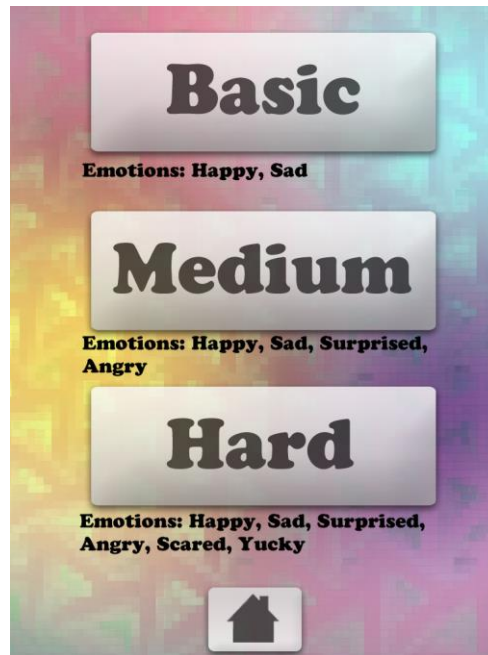 Basic
Emotions: Happy, Sad
Medium
Emotions: Happy, Sad, Surprised,
Angry
Hard
Emotions: Happy, Sad, Surprised,
Angry, Scared, Yucky